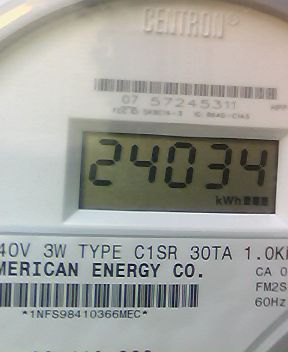 CENTRON®
07 57245311
24034
kWh
40V 3W TYPE C1SR 30TA 1.0K
MERICAN ENERGY CO.
CA 0
FM2S
60Hz
*1NFS98410366MEC*